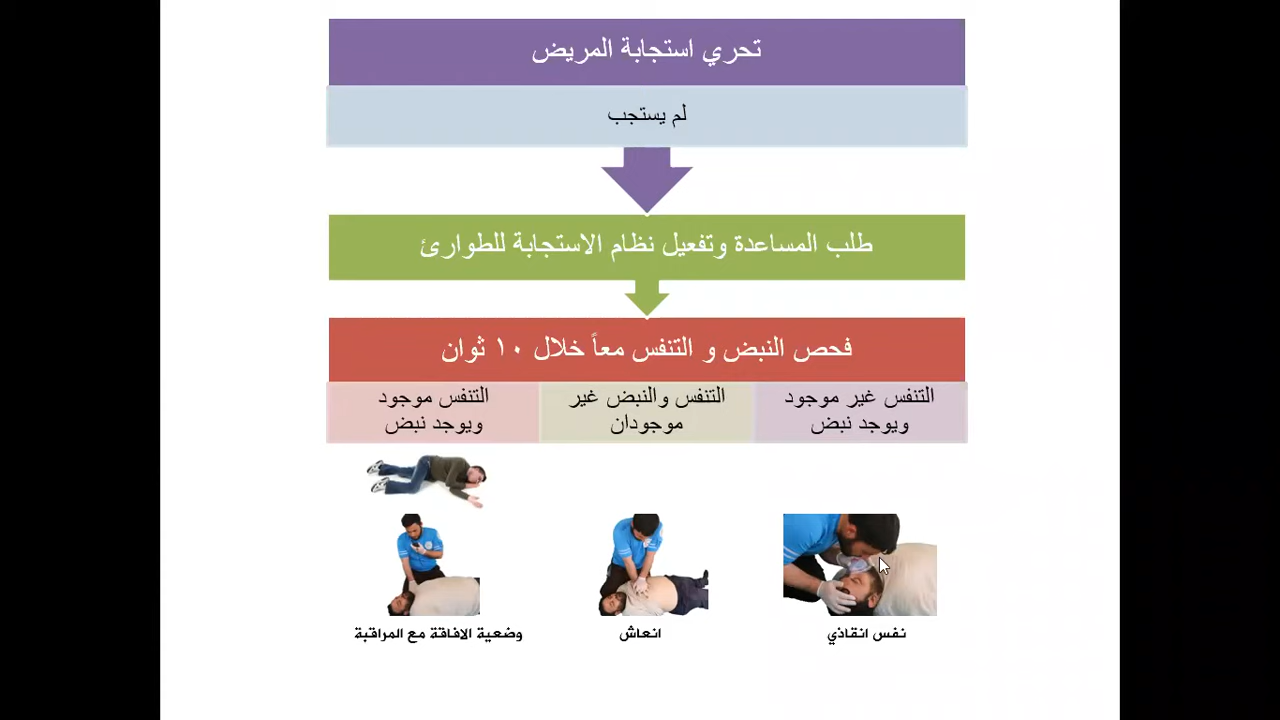 تحري استجابة المريض
لم يستجب
طلب المساعدة وتفعيل نظام الاستجابة للطوارئ
فحص النبض و التنفس معاً خلال ١٠ ثوان
التنفس غير موجود
ويوجد نبض
التنفس والنبض غير
موجودان
التنفس موجود
ويوجد نبض
نفس انقاذي
انعاش
وضعية الافاقة مع المراقبة